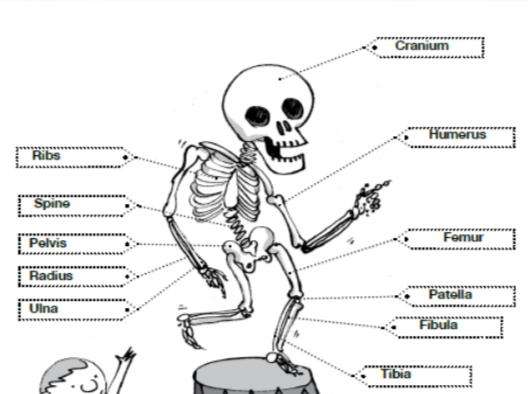 Cranium
Humerus
Ribs
Spine
Pelvis
Femur
Radius
Ulna
Patella
Fibula
Tibia